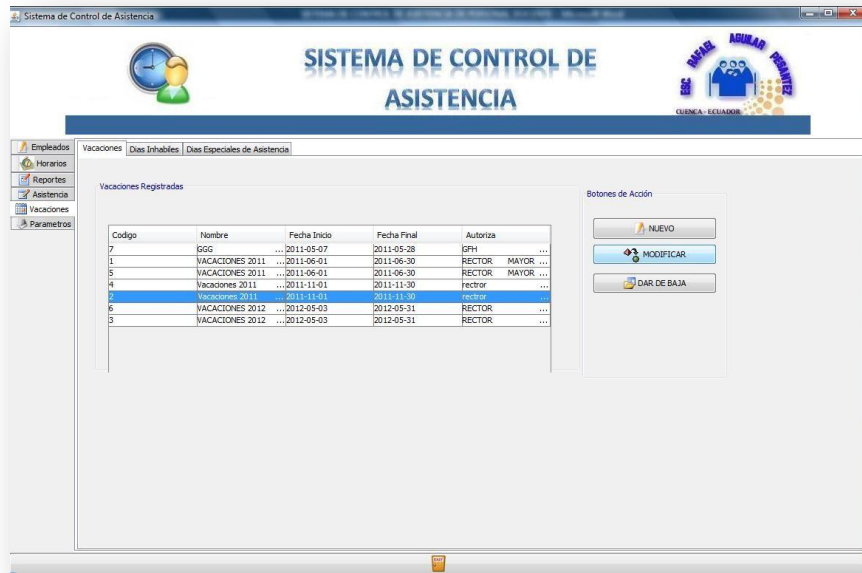 Sistema de Control de Asistencia
SISTEMA DE CONTROL DE
ASISTENCIA
ESC RAFAEL AGUILAR PESANTEZ
CUENCA - ECUADOR
Empleados
Horarios
Reportes
Asistencia
Vacaciones
Parametros
Vacaciones Dias Inhabiles Dias Especiales de Asistencia
Vacaciones Registradas
Codigo Nombre Fecha Inicio Fecha Final Autoriza
7 GGG ... 2011-05-07 2011-05-28 GFH ...
1 VACACIONES 2011 ... 2011-06-01 2011-06-30 RECTOR MAYOR ...
5 VACACIONES 2011 ... 2011-06-01 2011-06-30 RECTOR MAYOR ...
4 Vacaciones 2011 ... 2011-11-01 2011-11-30 rectror ...
2 Vacaciones 2011 ... 2011-11-01 2011-11-30 rectror ...
6 VACACIONES 2012 ... 2012-05-03 2012-05-31 RECTOR ...
3 VACACIONES 2012 ... 2012-05-03 2012-05-31 RECTOR ...
Botones de Acción
NUEVO
MODIFICAR
DAR DE BAJA